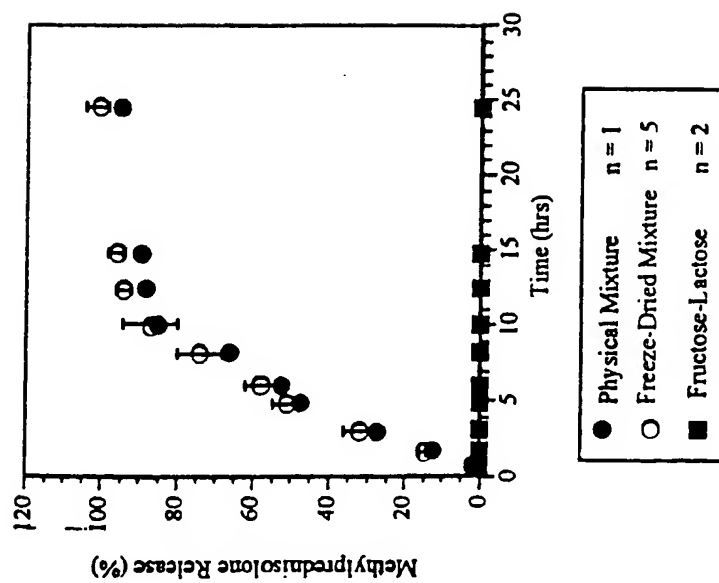 Methylprednisolone Release (%)
120
100
80
60
40
20
0
0 5 10 15 20 25 30
Time (hrs)
Physical Mixture n = 1
Freeze-Dried Mixture n = 5
Fructose-Lactose n = 2